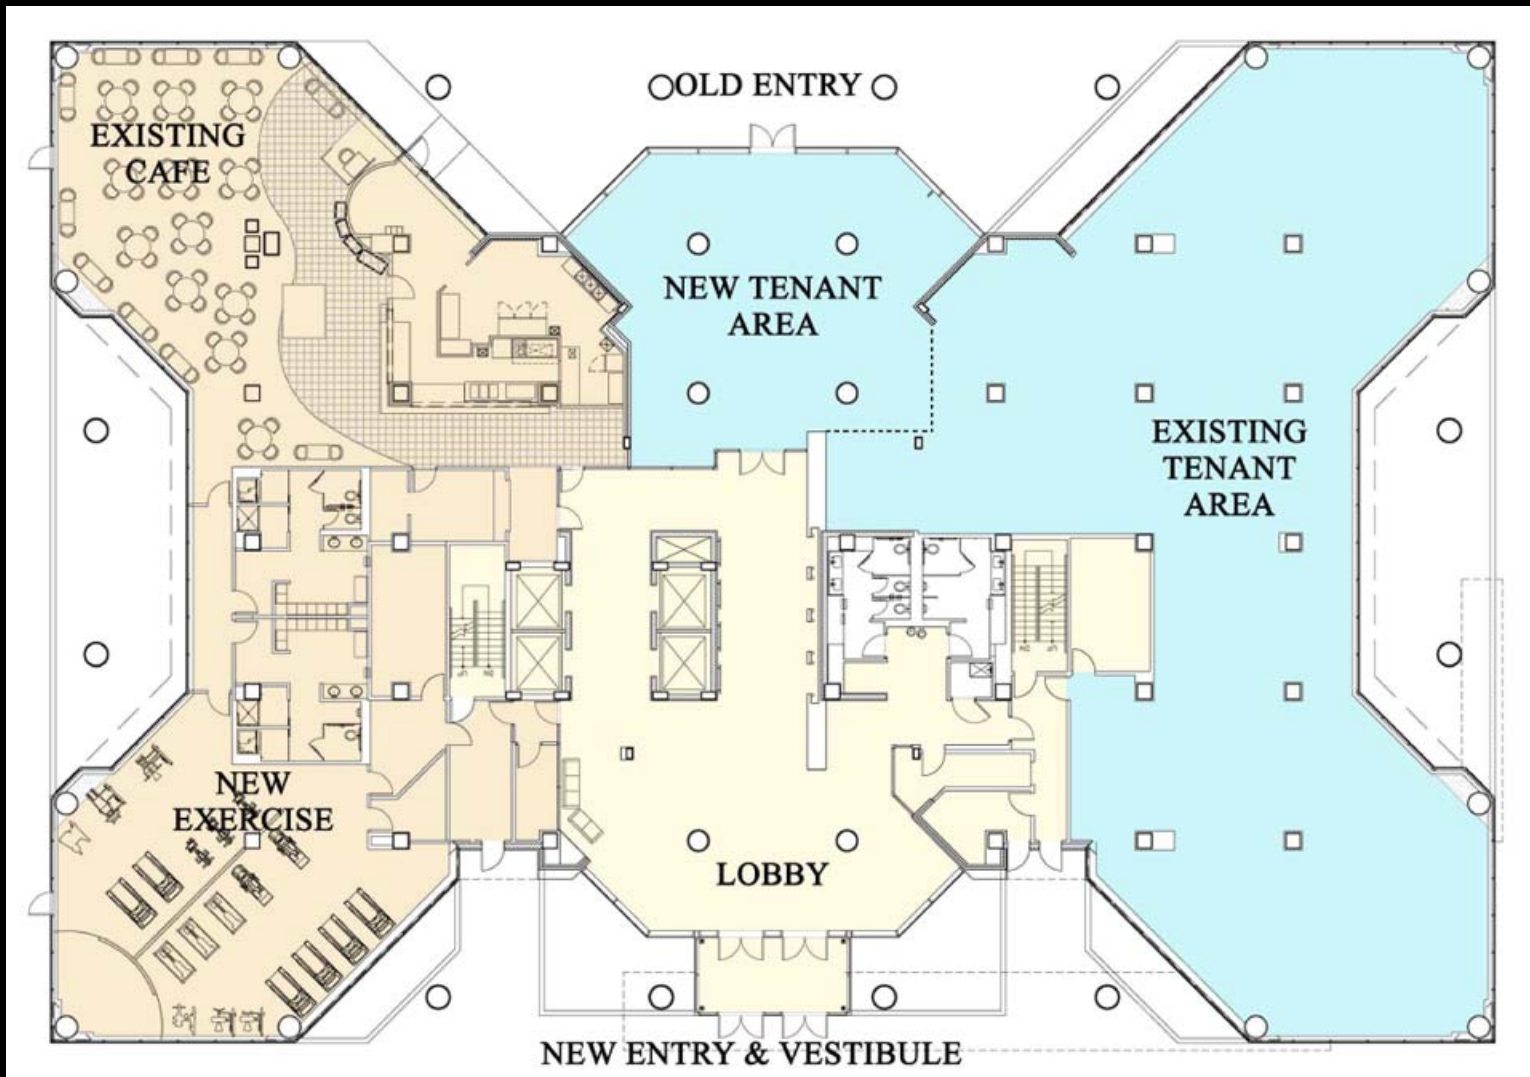 OLD ENTRY
EXISTING
CAFE
NEW TENANT
AREA
EXISTING
TENANT
AREA
NEW
EXERCISE
LOBBY
NEW ENTRY & VESTIBULE